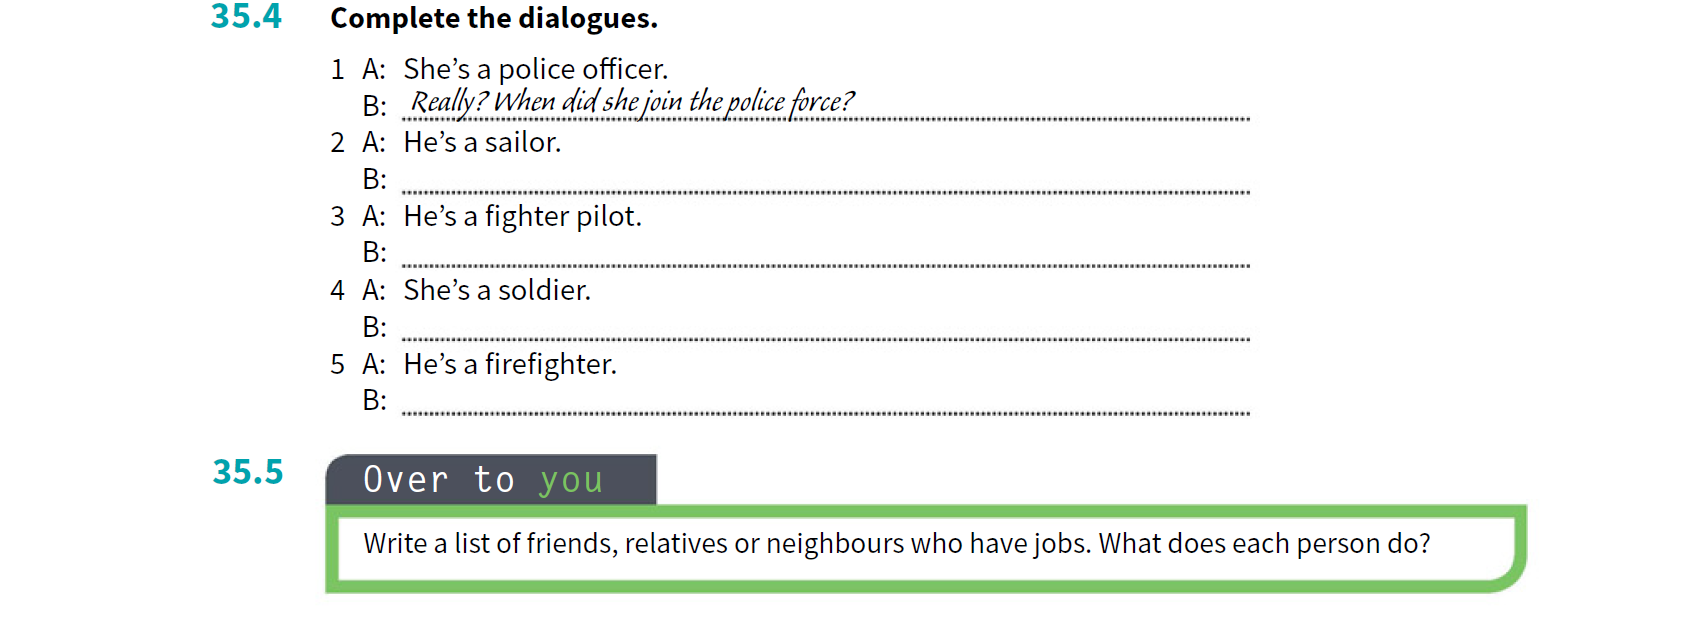 35.4 Complete the dialogues.
1 A: She’s a police officer.
B: Really? When did she join the police force?
2 A: He’s a sailor.
B:
3 A: He’s a fighter pilot.
B:
4 A: She’s a soldier.
B:
5 A: He’s a firefighter.
B:
35.5 Over to you
Write a list of friends, relatives or neighbours who have jobs. What does each person do?